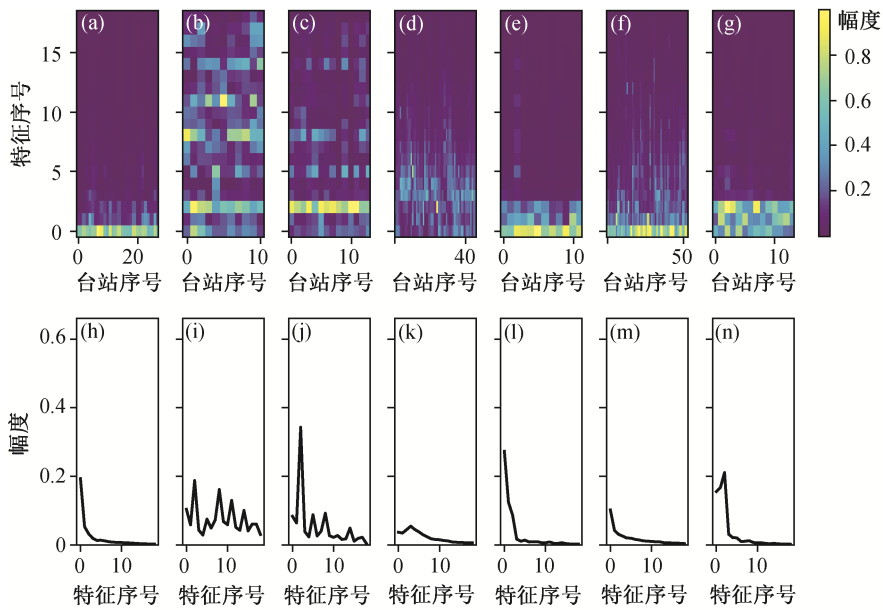 (a) (b) (c) (d) (e) (f) (g) 幅度
特征序号 15 10 5 0
0.8 0.6 0.4 0.2
0 20 0 10 0 10 40 0 10 50 0 10
台站序号 台站序号 台站序号 台站序号 台站序号 台站序号 台站序号
(h) (i) (j) (k) (l) (m) (n)
幅度 0.6 0.4 0.2 0
10 0 10 0 10 0 10 0 10 0 10 0 10
特征序号 特征序号 特征序号 特征序号 特征序号 特征序号 特征序号